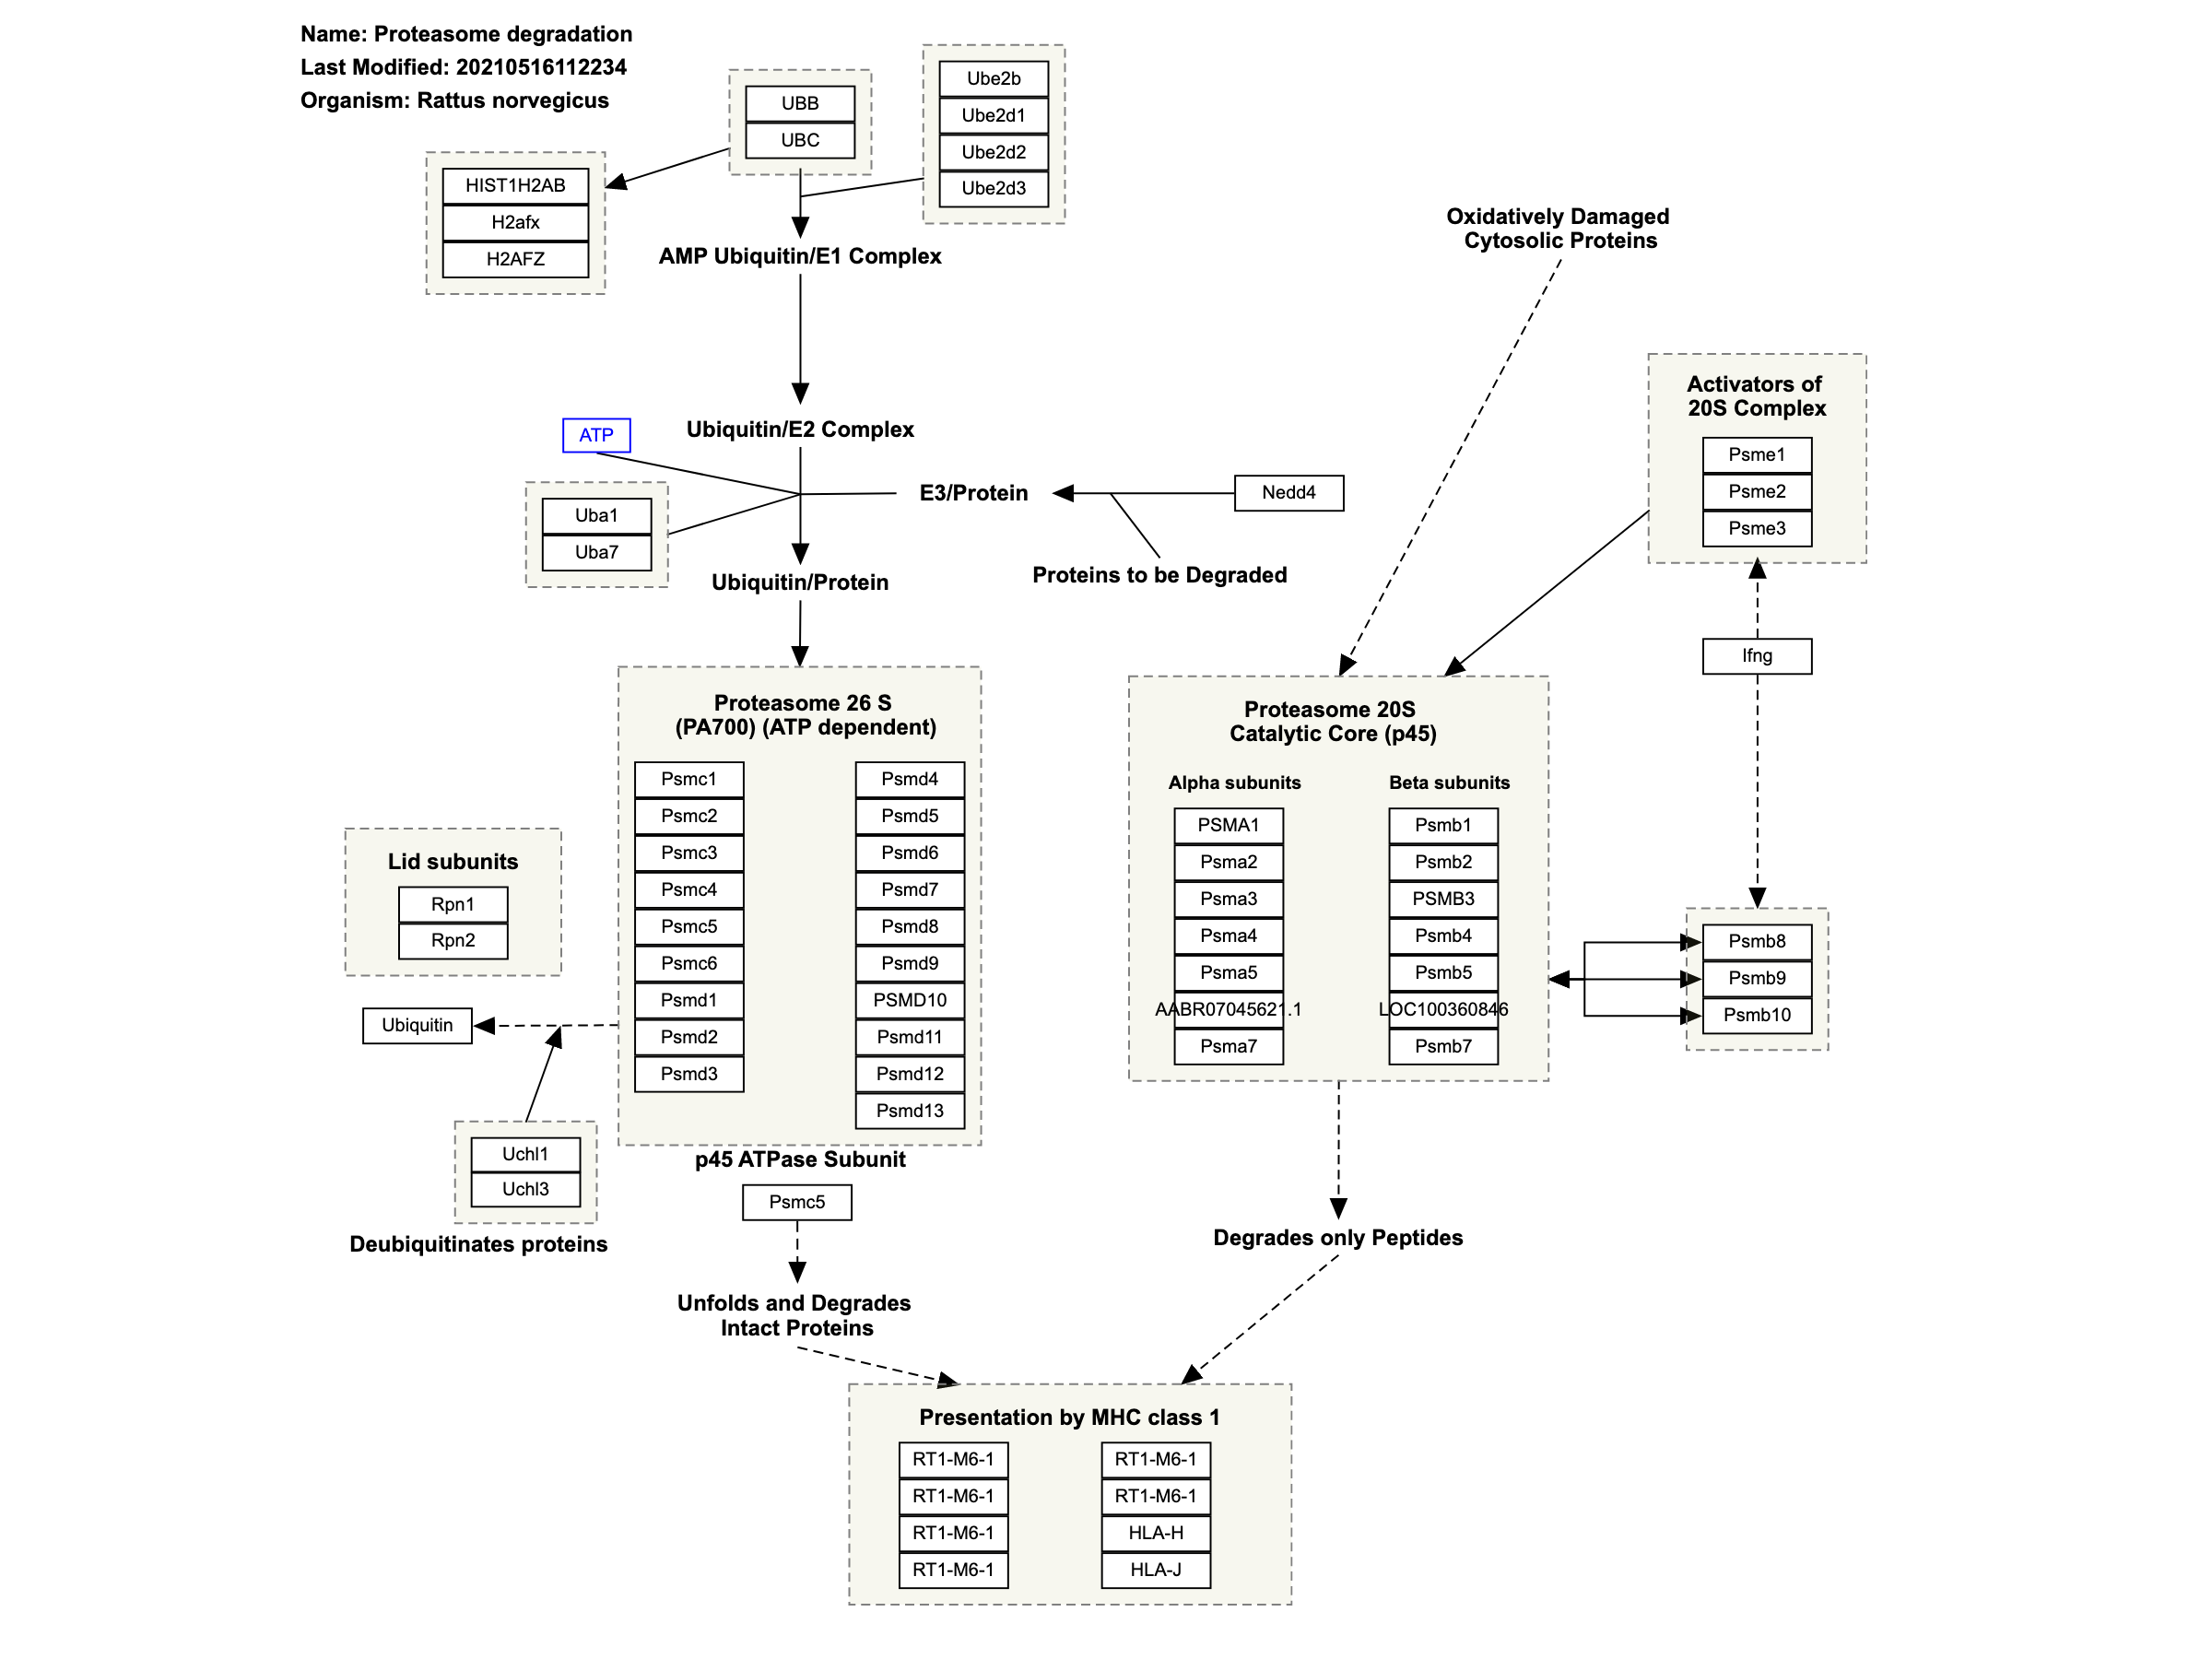 Name: Proteasome degradation
Last Modified: 20210516112234
Organism: Rattus norvegicus
UBB
UBC
Ube2b
Ube2d1
Ube2d2
Ube2d3
HIST1H2AB
H2afx
H2AFZ
AMP Ubiquitin/E1 Complex
Oxidatively Damaged
Cytosolic Proteins
Activators of
20S Complex
Psme1
Psme2
Psme3
ATP
Ubiquitin/E2 Complex
Uba1
Uba7
E3/Protein
Nedd4
Proteins to be Degraded
Ubiquitin/Protein
Ifng
Proteasome 26 S
(PA700) (ATP dependent)
Psmc1
Psmc2
Psmc3
Psmc4
Psmc5
Psmc6
Psmd1
Psmd2
Psmd3
Psmd4
Psmd5
Psmd6
Psmd7
Psmd8
Psmd9
PSMD10
Psmd11
Psmd12
Psmd13
Proteasome 20S
Catalytic Core (p45)
Alpha subunits
PSMA1
Psma2
Psma3
Psma4
Psma5
AABR07045621.1
Psma7
Beta subunits
Psmb1
Psmb2
PSMB3
Psmb4
Psmb5
LOC100360846
Psmb7
Psmb8
Psmb9
Psmb10
Lid subunits
Rpn1
Rpn2
Ubiquitin
Uchl1
Uchl3
Deubiquitinates proteins
p45 ATPase Subunit
Psmc5
Unfolds and Degrades
Intact Proteins
Degrades only Peptides
Presentation by MHC class 1
RT1-M6-1
RT1-M6-1
RT1-M6-1
RT1-M6-1
RT1-M6-1
RT1-M6-1
HLA-H
HLA-J